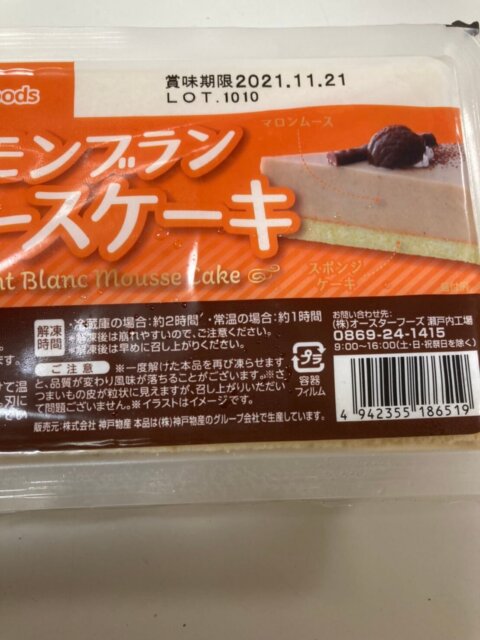 oods
賞味期限2021.11.21
LOT.1010
モンブラン
ースケーキ
nt Blanc Mousse Cake
マロンムース
スポンジ
ケーキ
解凍
時間
・冷蔵庫の場合:約2時間 ・常温の場合:約1時間
※解凍後は崩れやすいので、ご注意ください。
※解凍後は早めに召し上がりください。
ご注意
※一度解けた本品を再び凍らせます
と、品質が変わり風味が落ちることがございます。※さ
つまいもの皮が粒状に見えますが、召し上がりいただい
て問題ございません。※イラストはイメージです。
販売元:株式会社 神戸物産 本品は(株)神戸物産のグループ会社で生産しています。
プラ
容器
フィルム
お問い合わせ先:
(株)オースターフーズ 瀬戸内工場
0869-24-1415
9:00~16:00(土・日・祝祭日を除く)
4 942355 186519